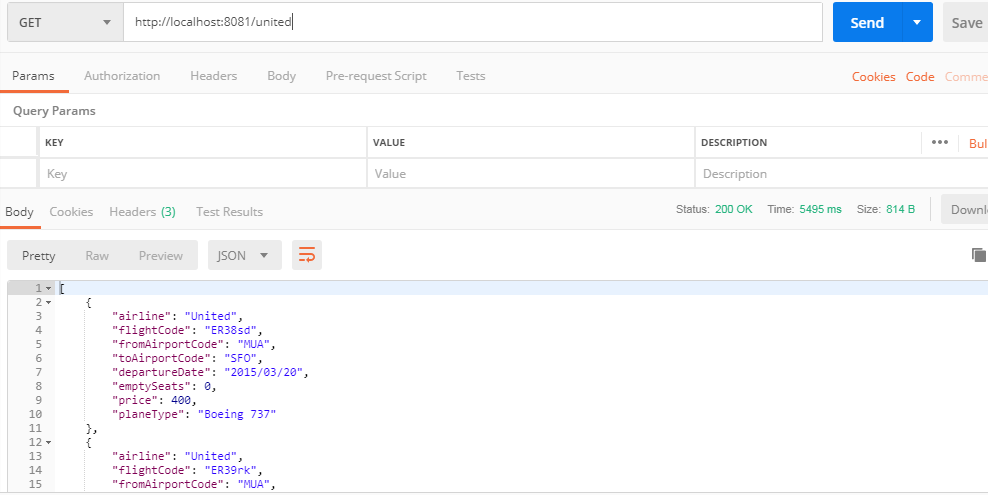 GET http://localhost:8081/united Send Save
Params Authorization Headers Body Pre-request Script Tests Cookies Code Comme
Query Params
KEY VALUE DESCRIPTION ••• Bul
Key Value Description
Body Cookies Headers (3) Test Results Status: 200 OK Time: 5495 ms Size: 814 B Downlo
Pretty Raw Preview JSON
1 [
2 {
3 "airline": "United",
4 "flightCode": "ER38sd",
5 "fromAirportCode": "MUA",
6 "toAirportCode": "SFO",
7 "departureDate": "2015/03/20",
8 "emptySeats": 0,
9 "price": 400,
10 "planeType": "Boeing 737"
11 },
12 {
13 "airline": "United",
14 "flightCode": "ER39rk",
15 "fromAirportCode": "MUA",